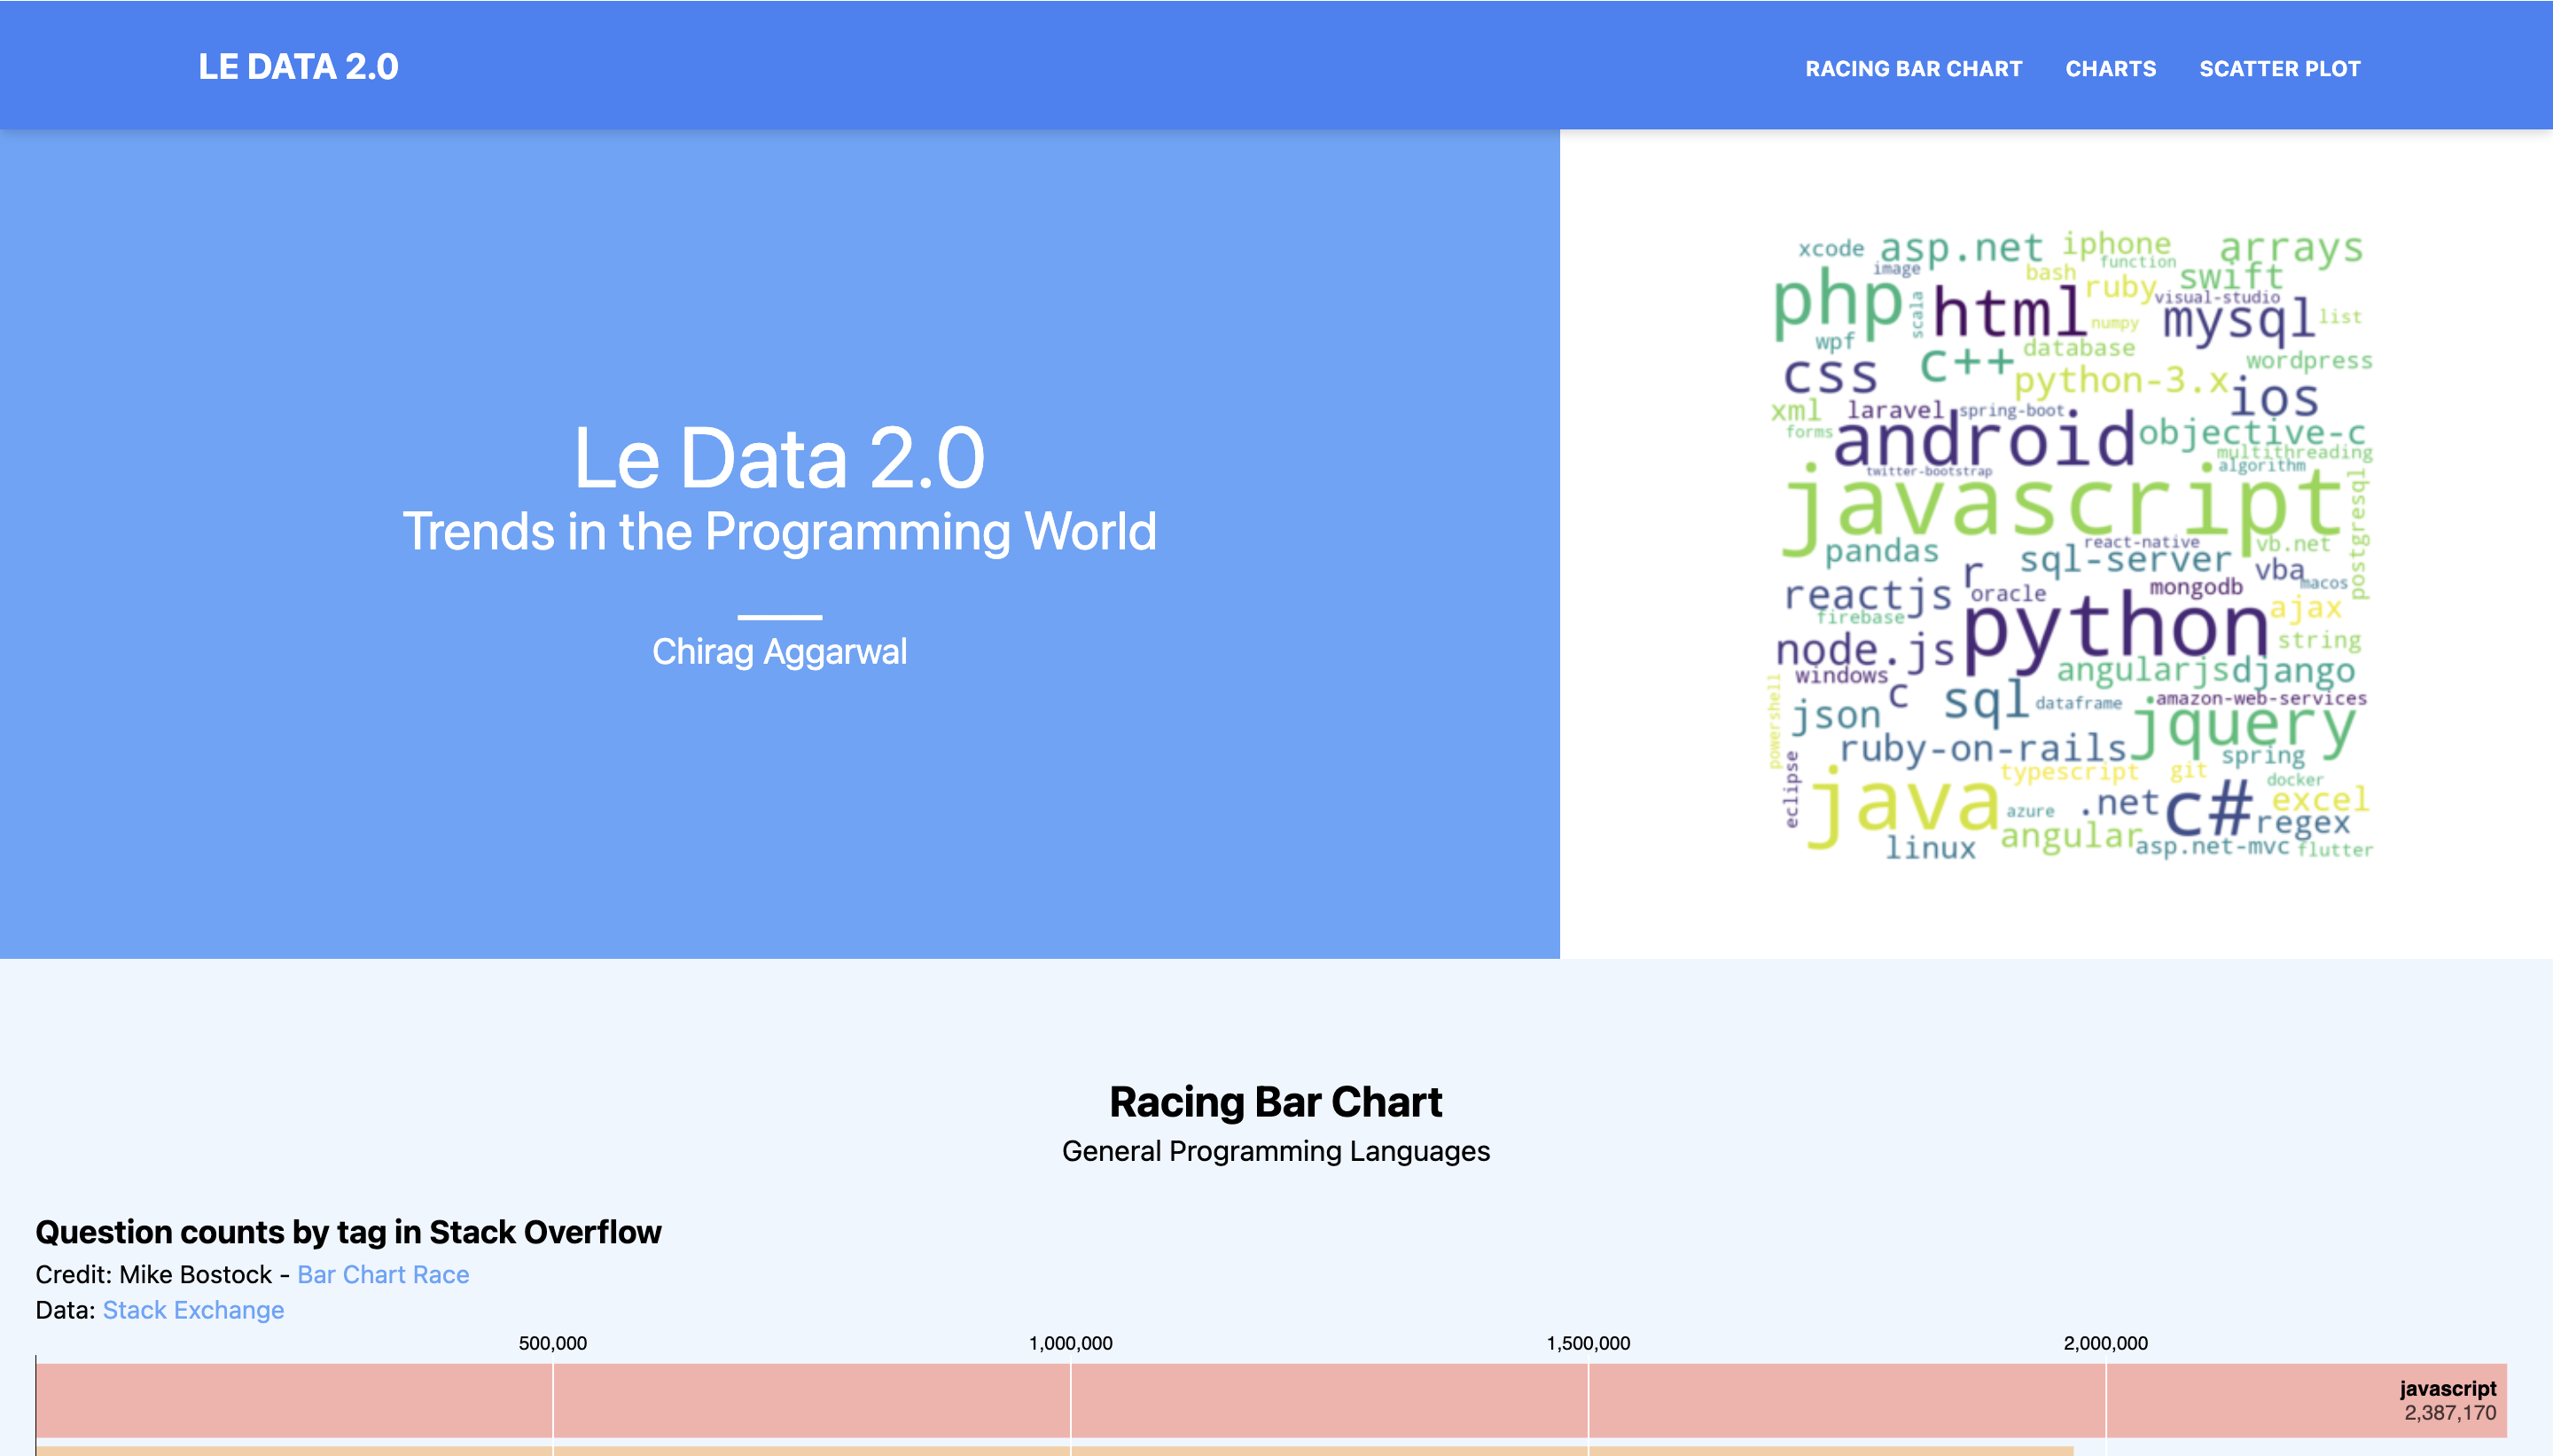 LE DATA 2.0
RACING BAR CHART CHARTS SCATTER PLOT
Le Data 2.0
Trends in the Programming World
Chirag Aggarwal
xcode asp.net iphone arrays
image function
bash swift
php scala html ruby visual-studio
numpy mysql list
wpf c++ database
css python-3.x wordpress
ios
xml laravel spring-boot
forms android objective-c
multithreading
twitter-bootstrap algorithm
javascript postgresql
pandas react-native vb.net
r sql-server vba
reactjs oracle mongodb macos
firebase python ajax
node.js string
windows angularjs django
powershell c sql dataframe amazon-web-services
json jquery
ruby-on-rails spring
eclipse java typescript git docker
azure .net c# excel
linux angular regex
asp.net-mvc flutter
Racing Bar Chart
General Programming Languages
Question counts by tag in Stack Overflow
Credit: Mike Bostock - Bar Chart Race
Data: Stack Exchange
500,000 1,000,000 1,500,000 2,000,000
javascript
2,387,170